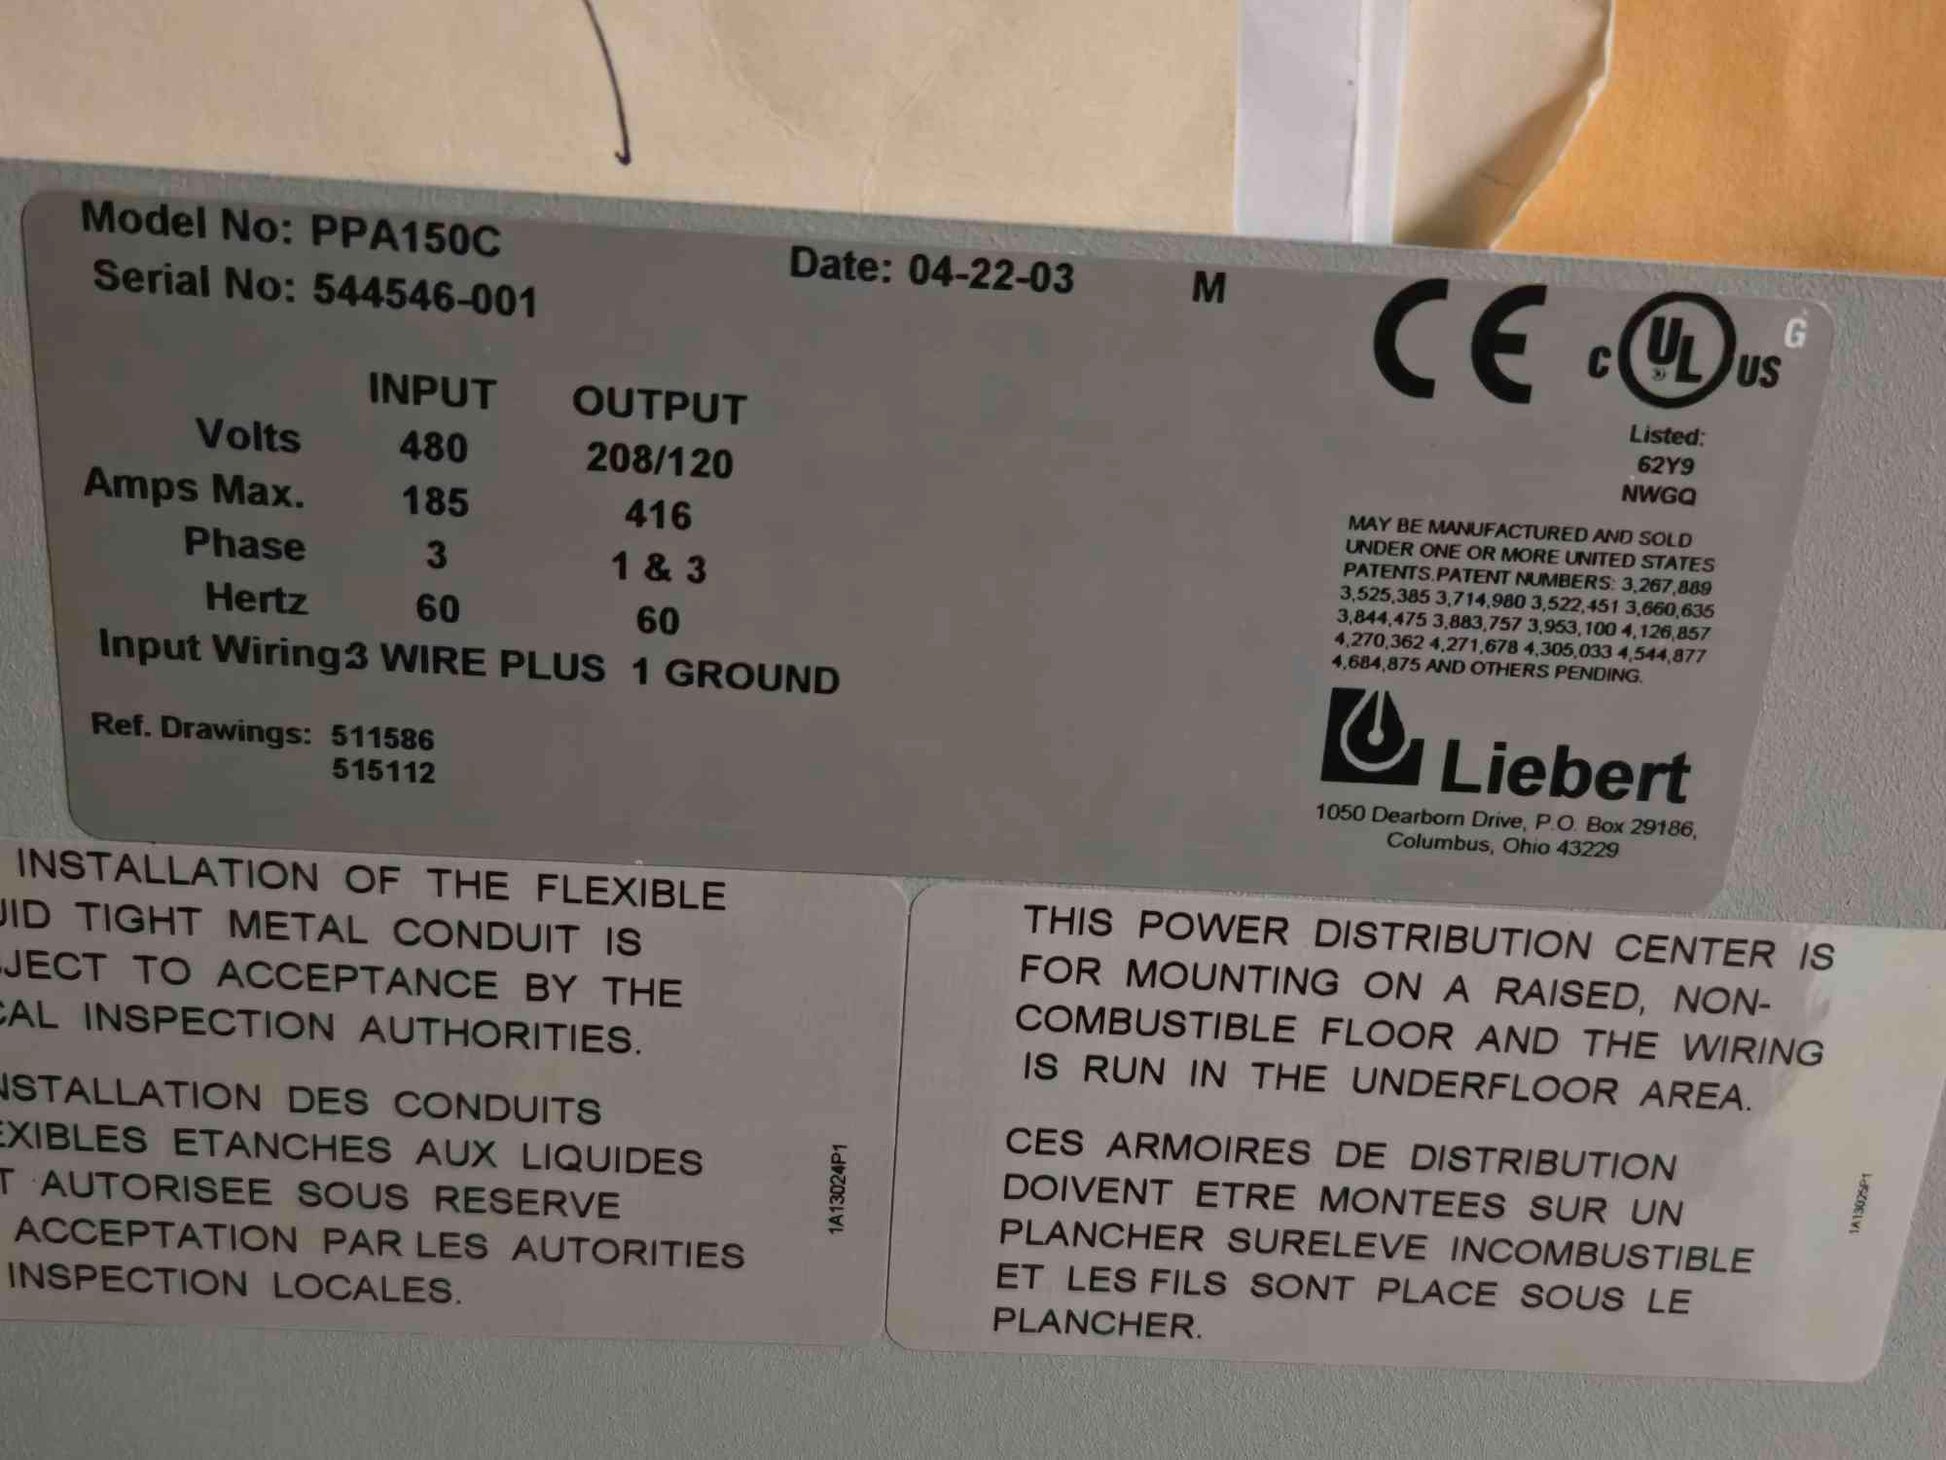 Model No: PPA150C
Serial No: 544546-001
Date: 04-22-03
M
INPUT OUTPUT
Volts 480 208/120
Amps Max. 185 416
Phase 3 1 & 3
Hertz 60 60
Input Wiring3 WIRE PLUS 1 GROUND
Ref. Drawings: 511586
515112
CE
C UL US
®
G
Listed:
62Y9
NWGQ
MAY BE MANUFACTURED AND SOLD
UNDER ONE OR MORE UNITED STATES
PATENTS.PATENT NUMBERS: 3,267,889
3,525,385 3,714,980 3,522,451 3,660,635
3,844,475 3,883,757 3,953,100 4,126,857
4,270,362 4,271,678 4,305,033 4,544,877
4,684,875 AND OTHERS PENDING.
Liebert
1050 Dearborn Drive, P.O. Box 29186,
Columbus, Ohio 43229
INSTALLATION OF THE FLEXIBLE
UID TIGHT METAL CONDUIT IS
JECT TO ACCEPTANCE BY THE
CAL INSPECTION AUTHORITIES.
NSTALLATION DES CONDUITS
EXIBLES ETANCHES AUX LIQUIDES
T AUTORISEE SOUS RESERVE
ACCEPTATION PAR LES AUTORITIES
INSPECTION LOCALES.
1A13024P1
THIS POWER DISTRIBUTION CENTER IS
FOR MOUNTING ON A RAISED, NON-
COMBUSTIBLE FLOOR AND THE WIRING
IS RUN IN THE UNDERFLOOR AREA.
CES ARMOIRES DE DISTRIBUTION
DOIVENT ETRE MONTEES SUR UN
PLANCHER SURELEVE INCOMBUSTIBLE
ET LES FILS SONT PLACE SOUS LE
PLANCHER.
1A13025P1